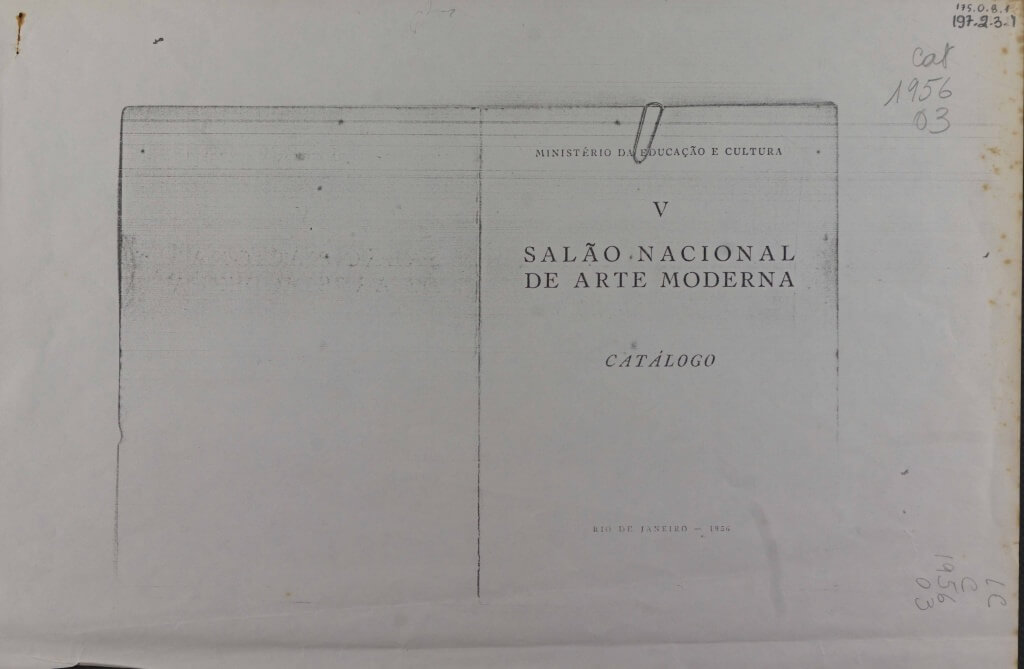 175.0.8.1
197.2.3.1
cat
1956
03
MINISTÉRIO DA EDUCAÇÃO E CULTURA
V
SALÃO NACIONAL
DE ARTE MODERNA
CATÁLOGO
RIO DE JANEIRO — 1956
LC
C
1956
03